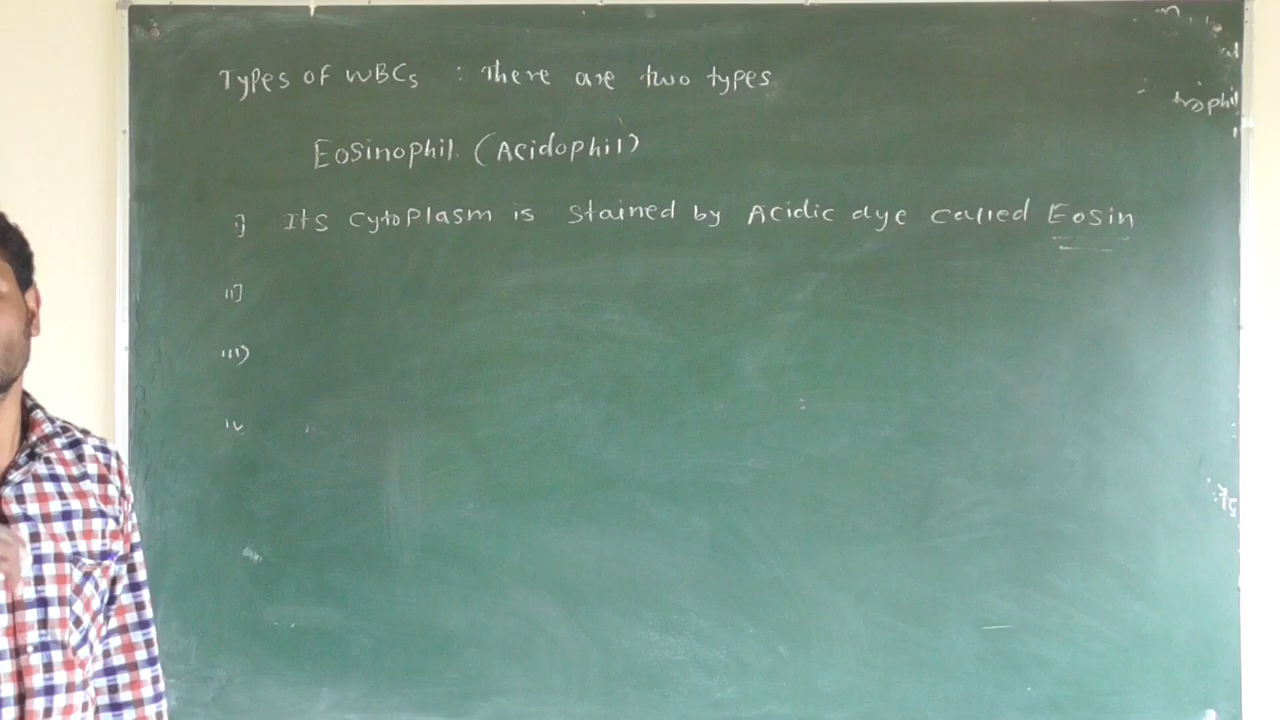 Types of WBCs : There are two types
trophil
Eosinophil. (Acidophil)
i] Its cytoplasm is stained by Acidic dye called Eosin
ii]
iii)
iv